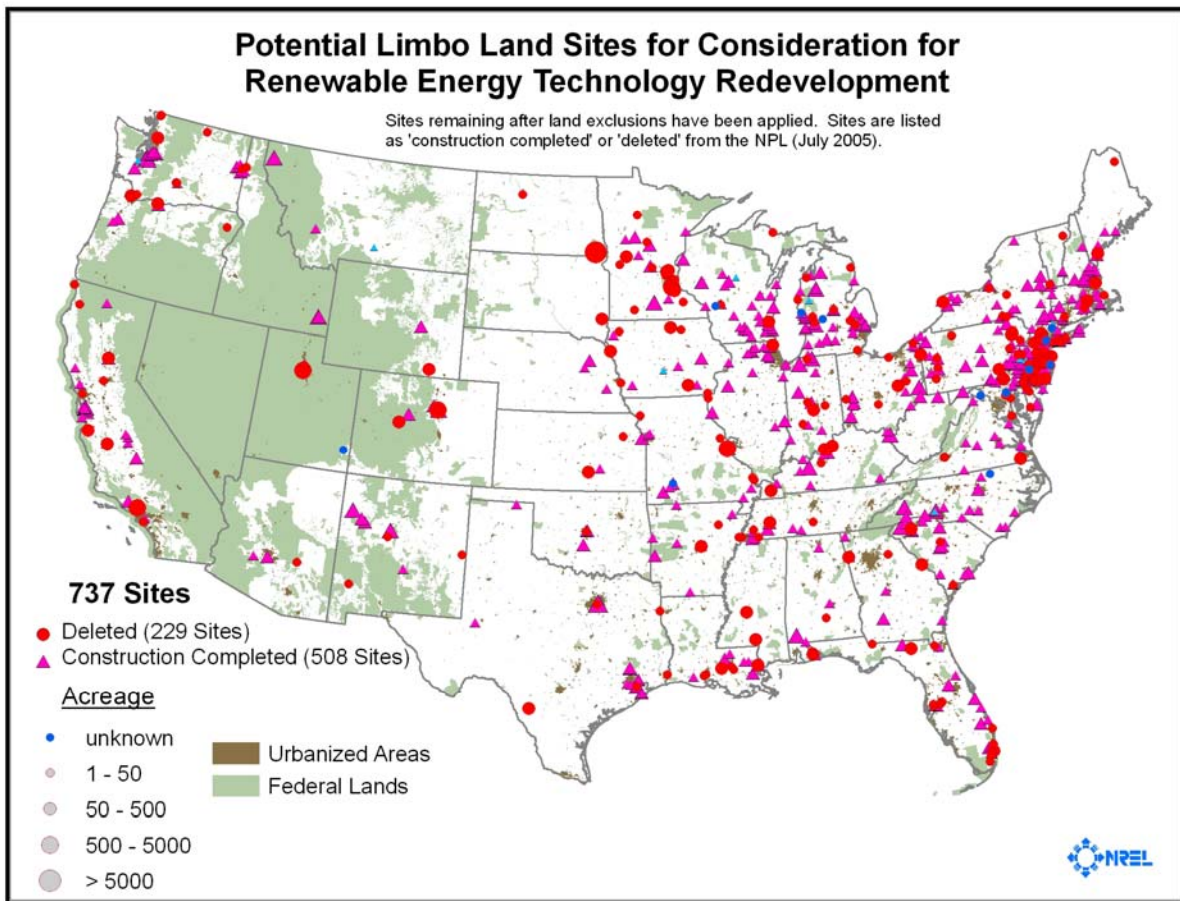 Potential Limbo Land Sites for Consideration for
Renewable Energy Technology Redevelopment
Sites remaining after land exclusions have been applied.  Sites are listed
as 'construction completed' or 'deleted' from the NPL (July 2005).
737 Sites
Deleted (229 Sites)
Construction Completed (508 Sites)
Acreage
unknown
1 - 50
50 - 500
500 - 5000
> 5000
Urbanized Areas
Federal Lands
NREL